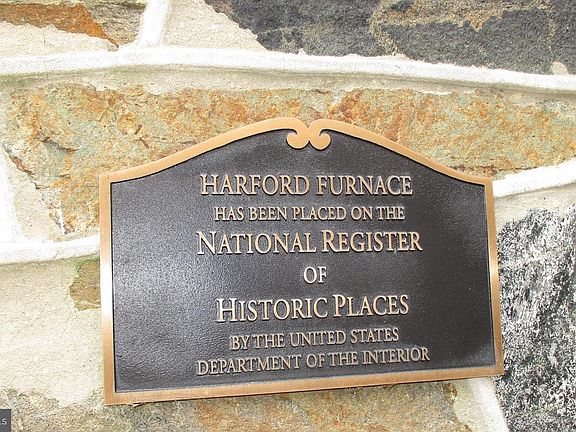 HARFORD FURNACE
HAS BEEN PLACED ON THE
NATIONAL REGISTER
OF
HISTORIC PLACES
BY THE UNITED STATES
DEPARTMENT OF THE INTERIOR